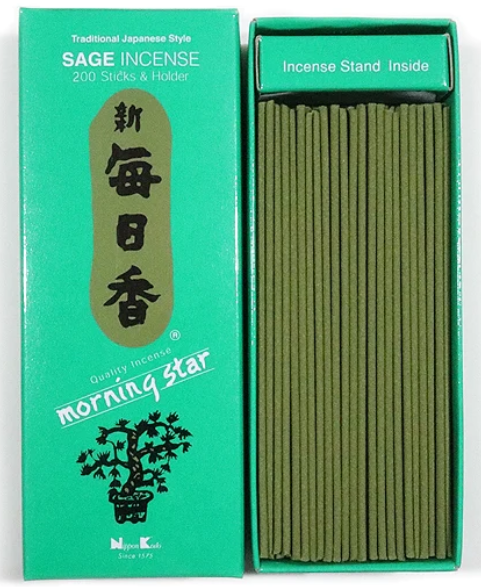 Traditional Japanese Style
SAGE INCENSE
200 Sticks & Holder
新
毎
日
香
®
Quality Incense
morning star
Nippon Kodo
Since 1575
Incense Stand Inside